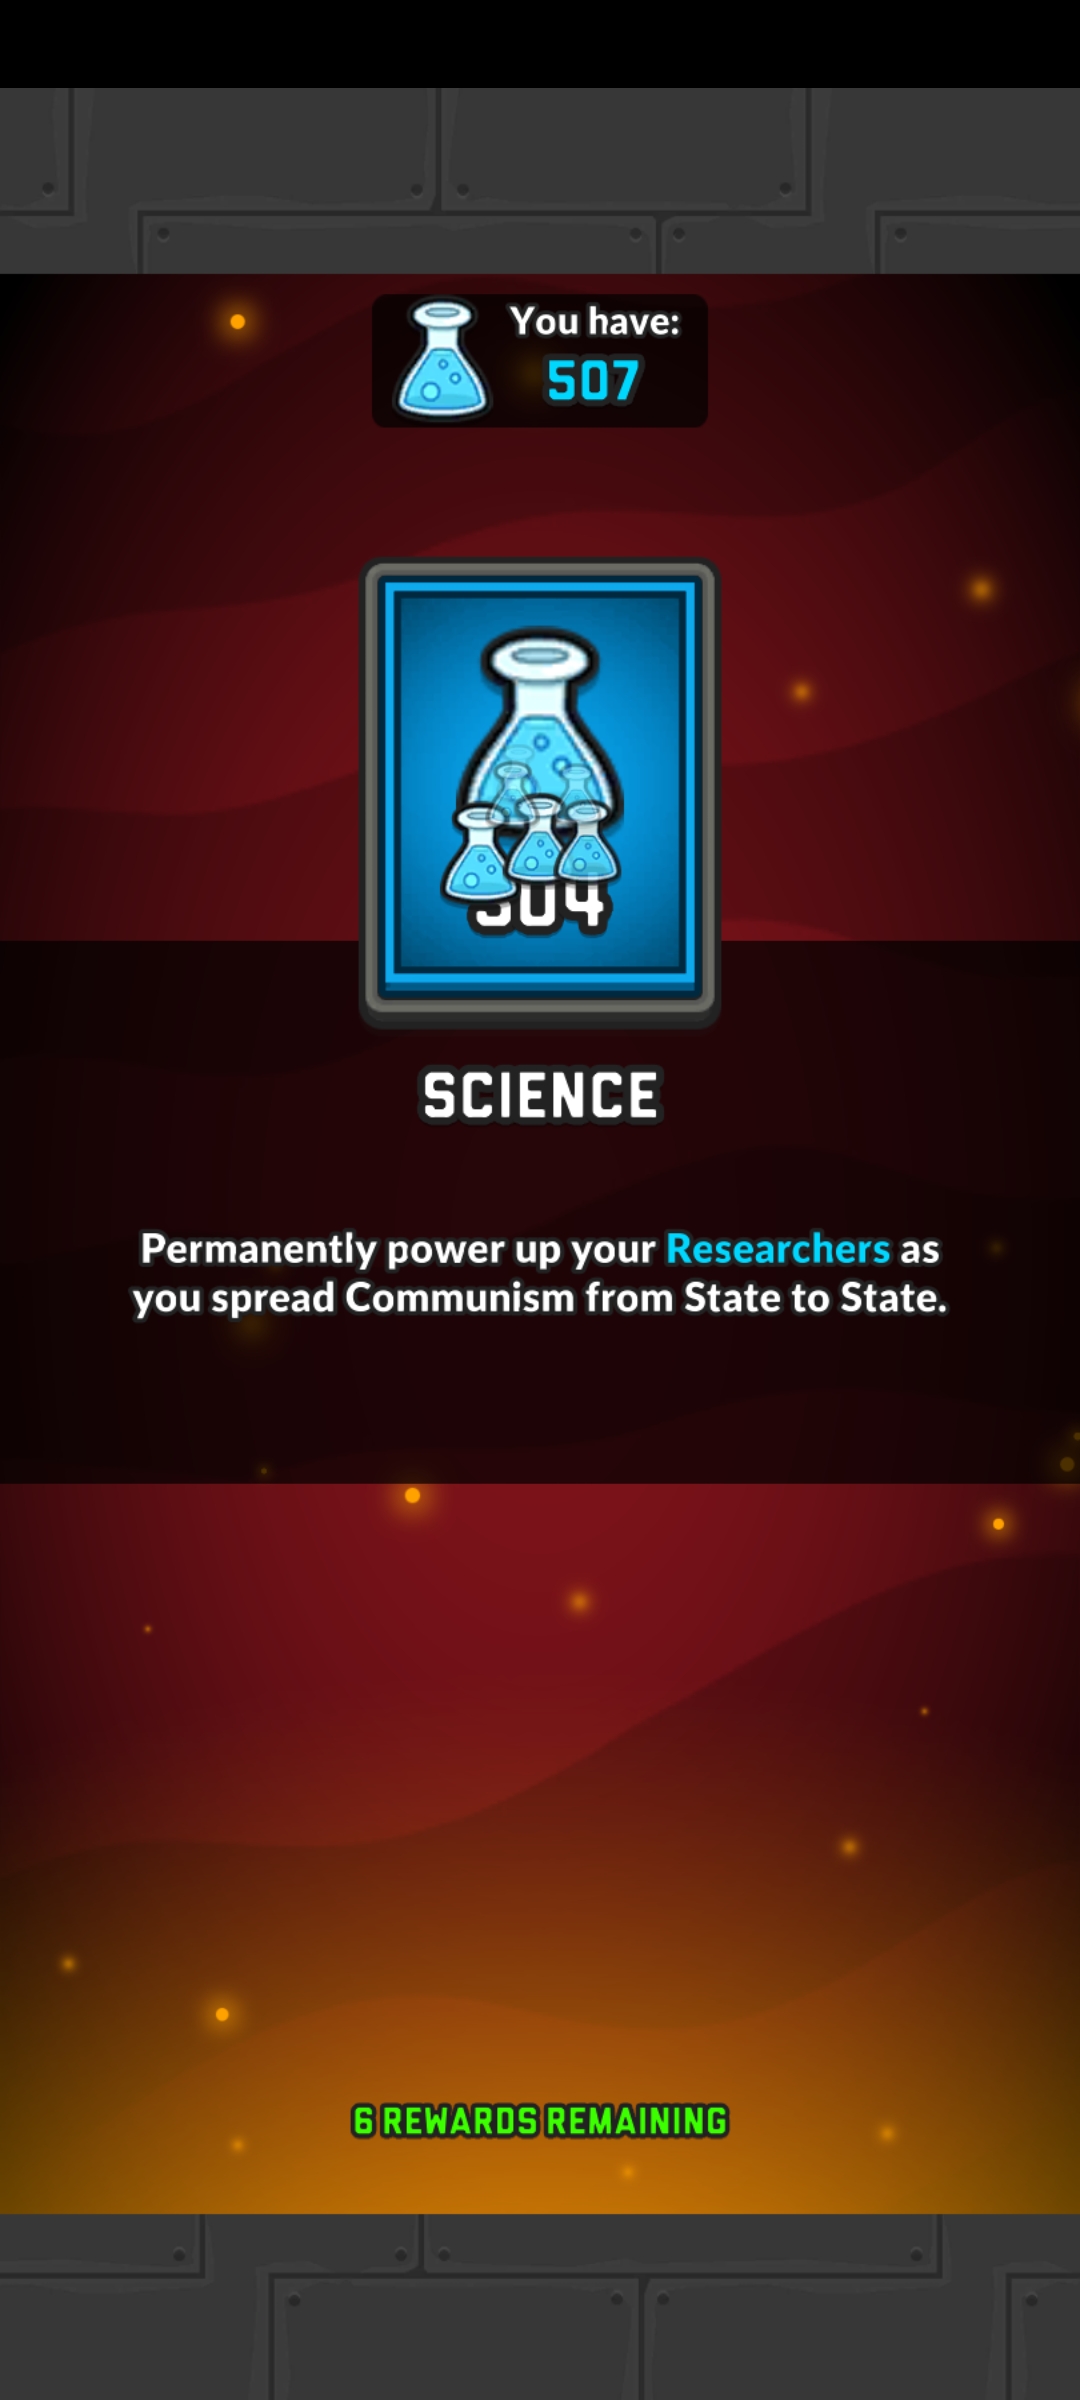 You have:
507
SCIENCE
Permanently power up your Researchers as
you spread Communism from State to State.
6 REWARDS REMAINING